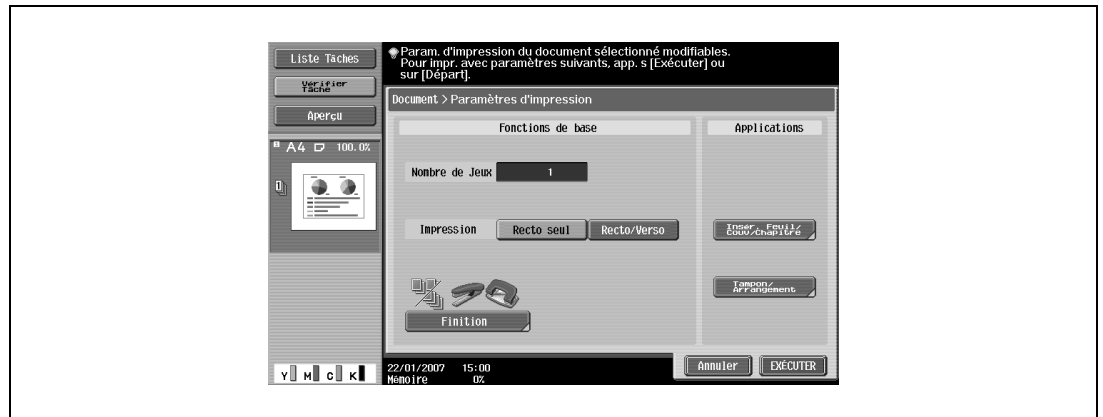 Liste Tâches
Vérifier
Tâche
Aperçu
A4 100.0%
1
Param. d'impression du document sélectionné modifiables.
Pour impr. avec paramètres suivants, app. s [Exécuter] ou
sur [Départ].
Document > Paramètres d'impression
Fonctions de base
Applications
Nombre de Jeux 1
Impression Recto seul Recto/Verso
Insér. Feuil/
Couv/Chapitre
Tampon/
Arrangement
Finition
Y M C K
22/01/2007 15:00
Mémoire 0%
Annuler EXÉCUTER